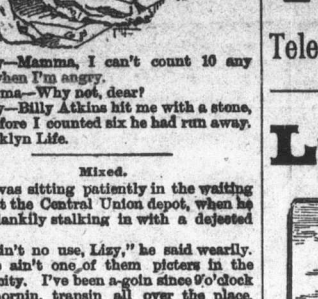 y—Mamma, I can't count 10 any
when I'm angry.
ma—Why not, dear?
y—Billy Atkins hit me with a stone,
fore I counted six he had run away.
klyn Life.
Mixed.
was sitting patiently in the waiting
t the Central Union depot, when he
lankily stalking in with a dejected
in't no use, Lizy," he said wearily.
ain't one of them picters in the
city. I've been a-goin since 9 o'clock
mornin, transin all over the place,
Tele
L